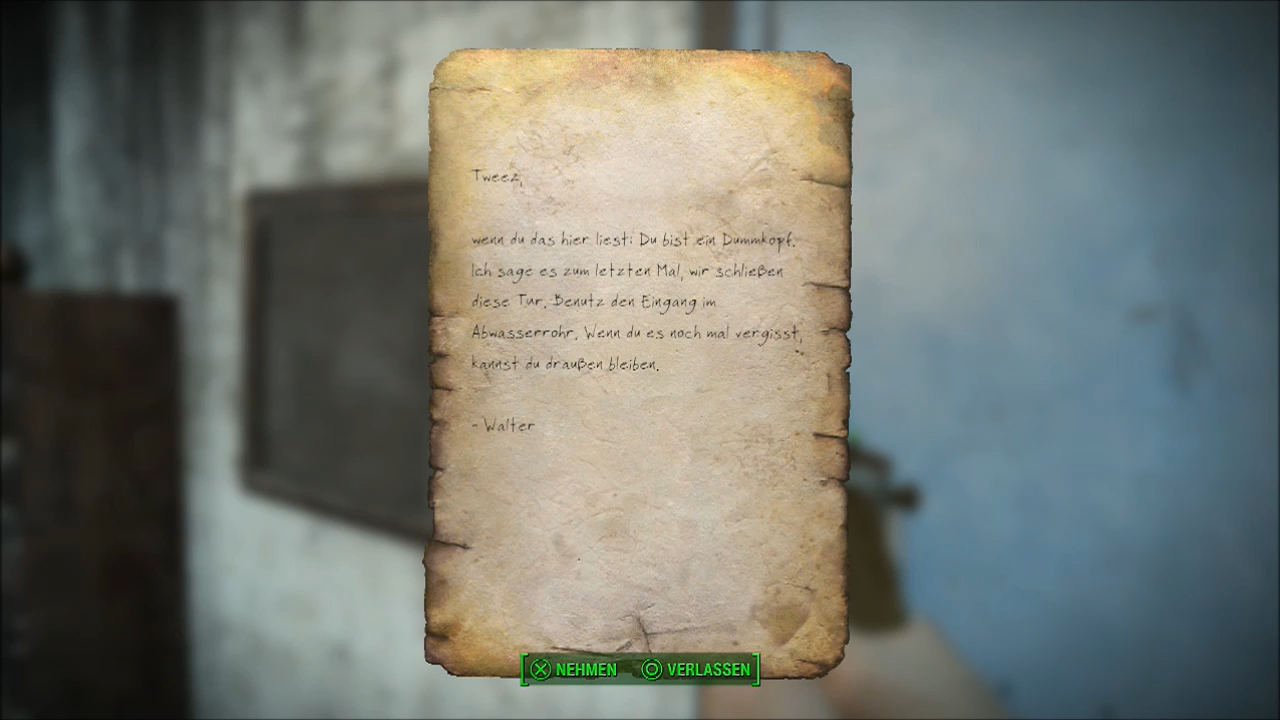 Tweez,
wenn du das hier liest: Du bist ein Dummkopf.
Ich sage es zum letzten Mal, wir schließen
diese Tür. Benutz den Eingang im
Abwasserrohr. Wenn du es noch mal vergisst,
kannst du draußen bleiben.
- Walter
NEHMEN VERLASSEN